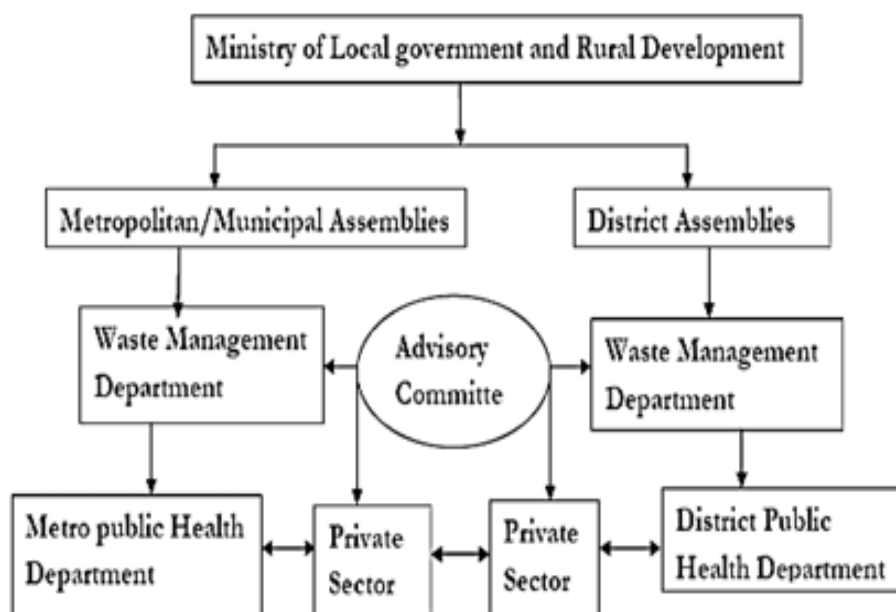 Ministry of Local government and Rural Development
Metropolitan/Municipal Assemblies
District Assemblies
Waste Management
Department
Advisory
Committe
Waste Management
Department
Metro public Health
Department
Private
Sector
Private
Sector
District Public
Health Department